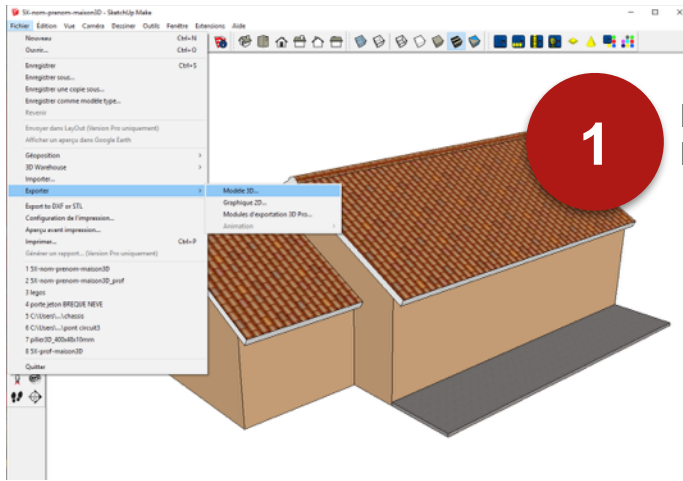 5X-nom-prenom-maison3D - SketchUp Make
Fichier Édition Vue Caméra Dessiner Outils Fenêtre Extensions Aide
Nouveau Ctrl+N
Ouvrir... Ctrl+O
Enregistrer Ctrl+S
Enregistrer sous...
Enregistrer une copie sous...
Enregistrer comme modèle type...
Revenir
Envoyer dans LayOut (Version Pro uniquement)
Afficher un aperçu dans Google Earth
Géoposition
3D Warehouse
Importer...
Exporter
Modèle 3D...
Graphique 2D...
Modules d'exportation 3D Pro...
Animation
Export to DXF or STL
Configuration de l'impression...
Aperçu avant impression...
Imprimer... Ctrl+P
Générer un rapport... (Version Pro uniquement)
1 5X-nom-prenom-maison3D
2 5X-nom-prenom-maison3D_prof
3 legos
4 porte jeton BREQUE NEVE
5 C:\Users\...\chassis
6 C:\Users\...\pont circuit3
7 pilier3D_400x40x10mm
8 5X-prof-maison3D
Quitter
1